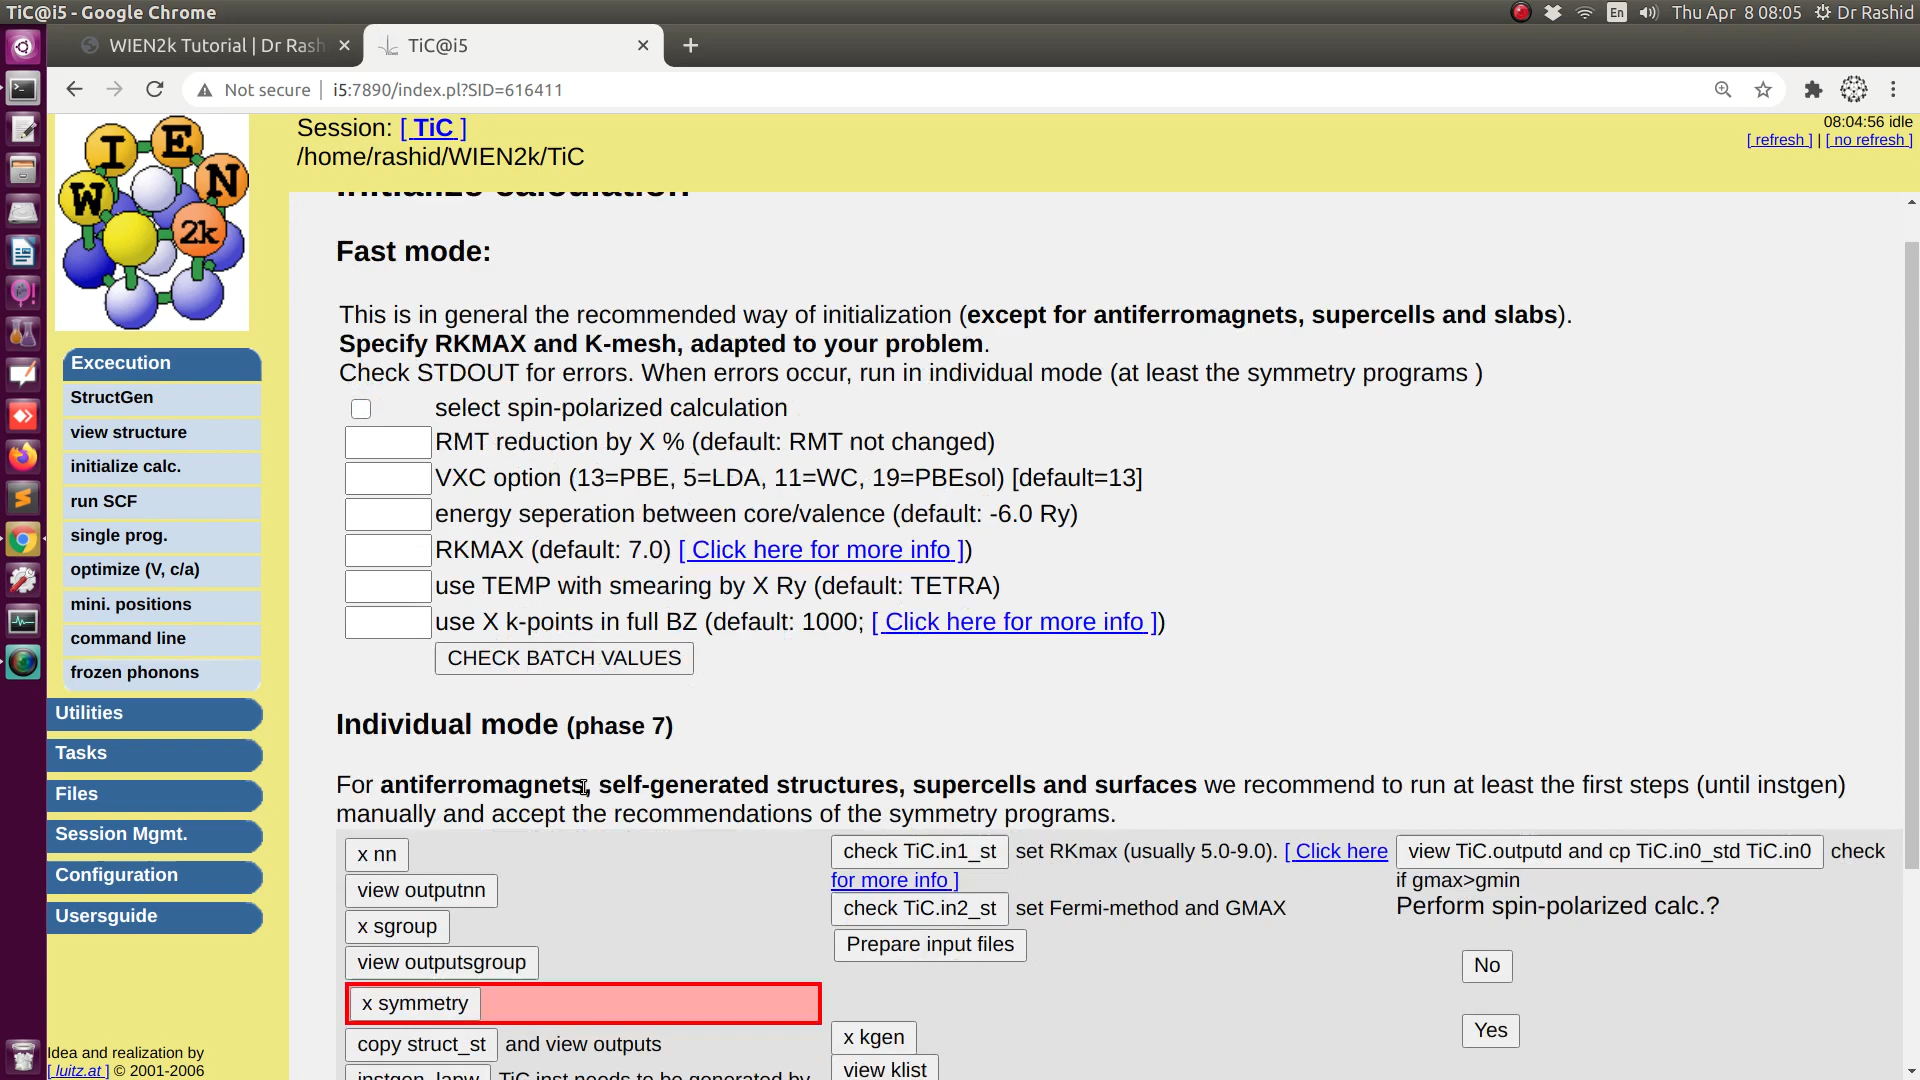 TiC@i5 - Google Chrome
En
Thu Apr 8 08:05
Dr Rashid
WIEN2k Tutorial | Dr Rash
TiC@i5
Not secure
i5:7890/index.pl?SID=616411
WIEN
2k
Session: [ TiC ]
/home/rashid/WIEN2k/TiC
08:04:56 idle
[ refresh ] | [ no refresh ]
Initialize calculation
Fast mode:
This is in general the recommended way of initialization (except for antiferromagnets, supercells and slabs).
Specify RKMAX and K-mesh, adapted to your problem.
Check STDOUT for errors. When errors occur, run in individual mode (at least the symmetry programs )
select spin-polarized calculation
RMT reduction by X % (default: RMT not changed)
VXC option (13=PBE, 5=LDA, 11=WC, 19=PBEsol) [default=13]
energy seperation between core/valence (default: -6.0 Ry)
RKMAX (default: 7.0) [ Click here for more info ])
use TEMP with smearing by X Ry (default: TETRA)
use X k-points in full BZ (default: 1000; [ Click here for more info ])
CHECK BATCH VALUES
Individual mode (phase 7)
For antiferromagnets, self-generated structures, supercells and surfaces we recommend to run at least the first steps (until instgen)
manually and accept the recommendations of the symmetry programs.
x nn
view outputnn
x sgroup
view outputsgroup
x symmetry
copy struct_st and view outputs
instgen_lapw TiC.inst needs to be generated by
check TiC.in1_st set RKmax (usually 5.0-9.0). [ Click here
for more info ]
check TiC.in2_st set Fermi-method and GMAX
Prepare input files
x kgen
view klist
view TiC.outputd and cp TiC.in0_std TiC.in0 check
if gmax>gmin
Perform spin-polarized calc.?
No
Yes
Excecution
StructGen
view structure
initialize calc.
run SCF
single prog.
optimize (V, c/a)
mini. positions
command line
frozen phonons
Utilities
Tasks
Files
Session Mgmt.
Configuration
Usersguide
Idea and realization by
[ luitz.at ] © 2001-2006